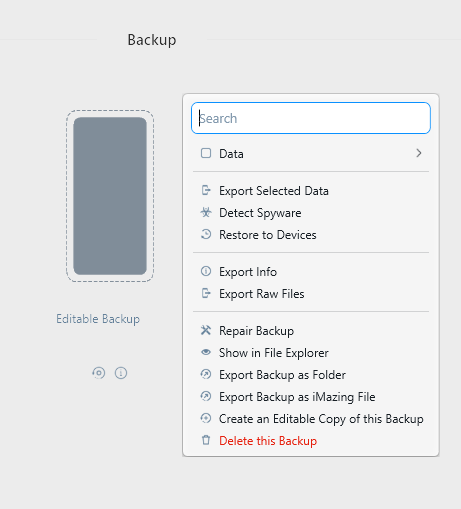 Backup
Search
Data
Export Selected Data
Detect Spyware
Restore to Devices
Export Info
Export Raw Files
Editable Backup
Repair Backup
Show in File Explorer
Export Backup as Folder
Export Backup as iMazing File
Create an Editable Copy of this Backup
Delete this Backup